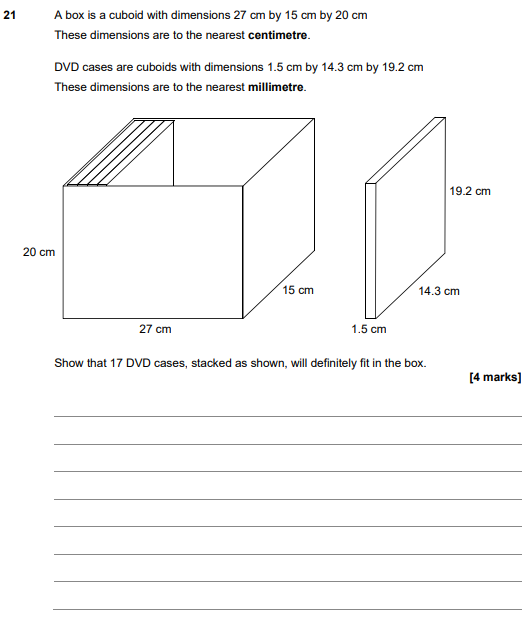 21 A box is a cuboid with dimensions 27 cm by 15 cm by 20 cm
These dimensions are to the nearest centimetre.
DVD cases are cuboids with dimensions 1.5 cm by 14.3 cm by 19.2 cm
These dimensions are to the nearest millimetre.
19.2 cm
20 cm
15 cm
14.3 cm
27 cm
1.5 cm
Show that 17 DVD cases, stacked as shown, will definitely fit in the box.
[4 marks]